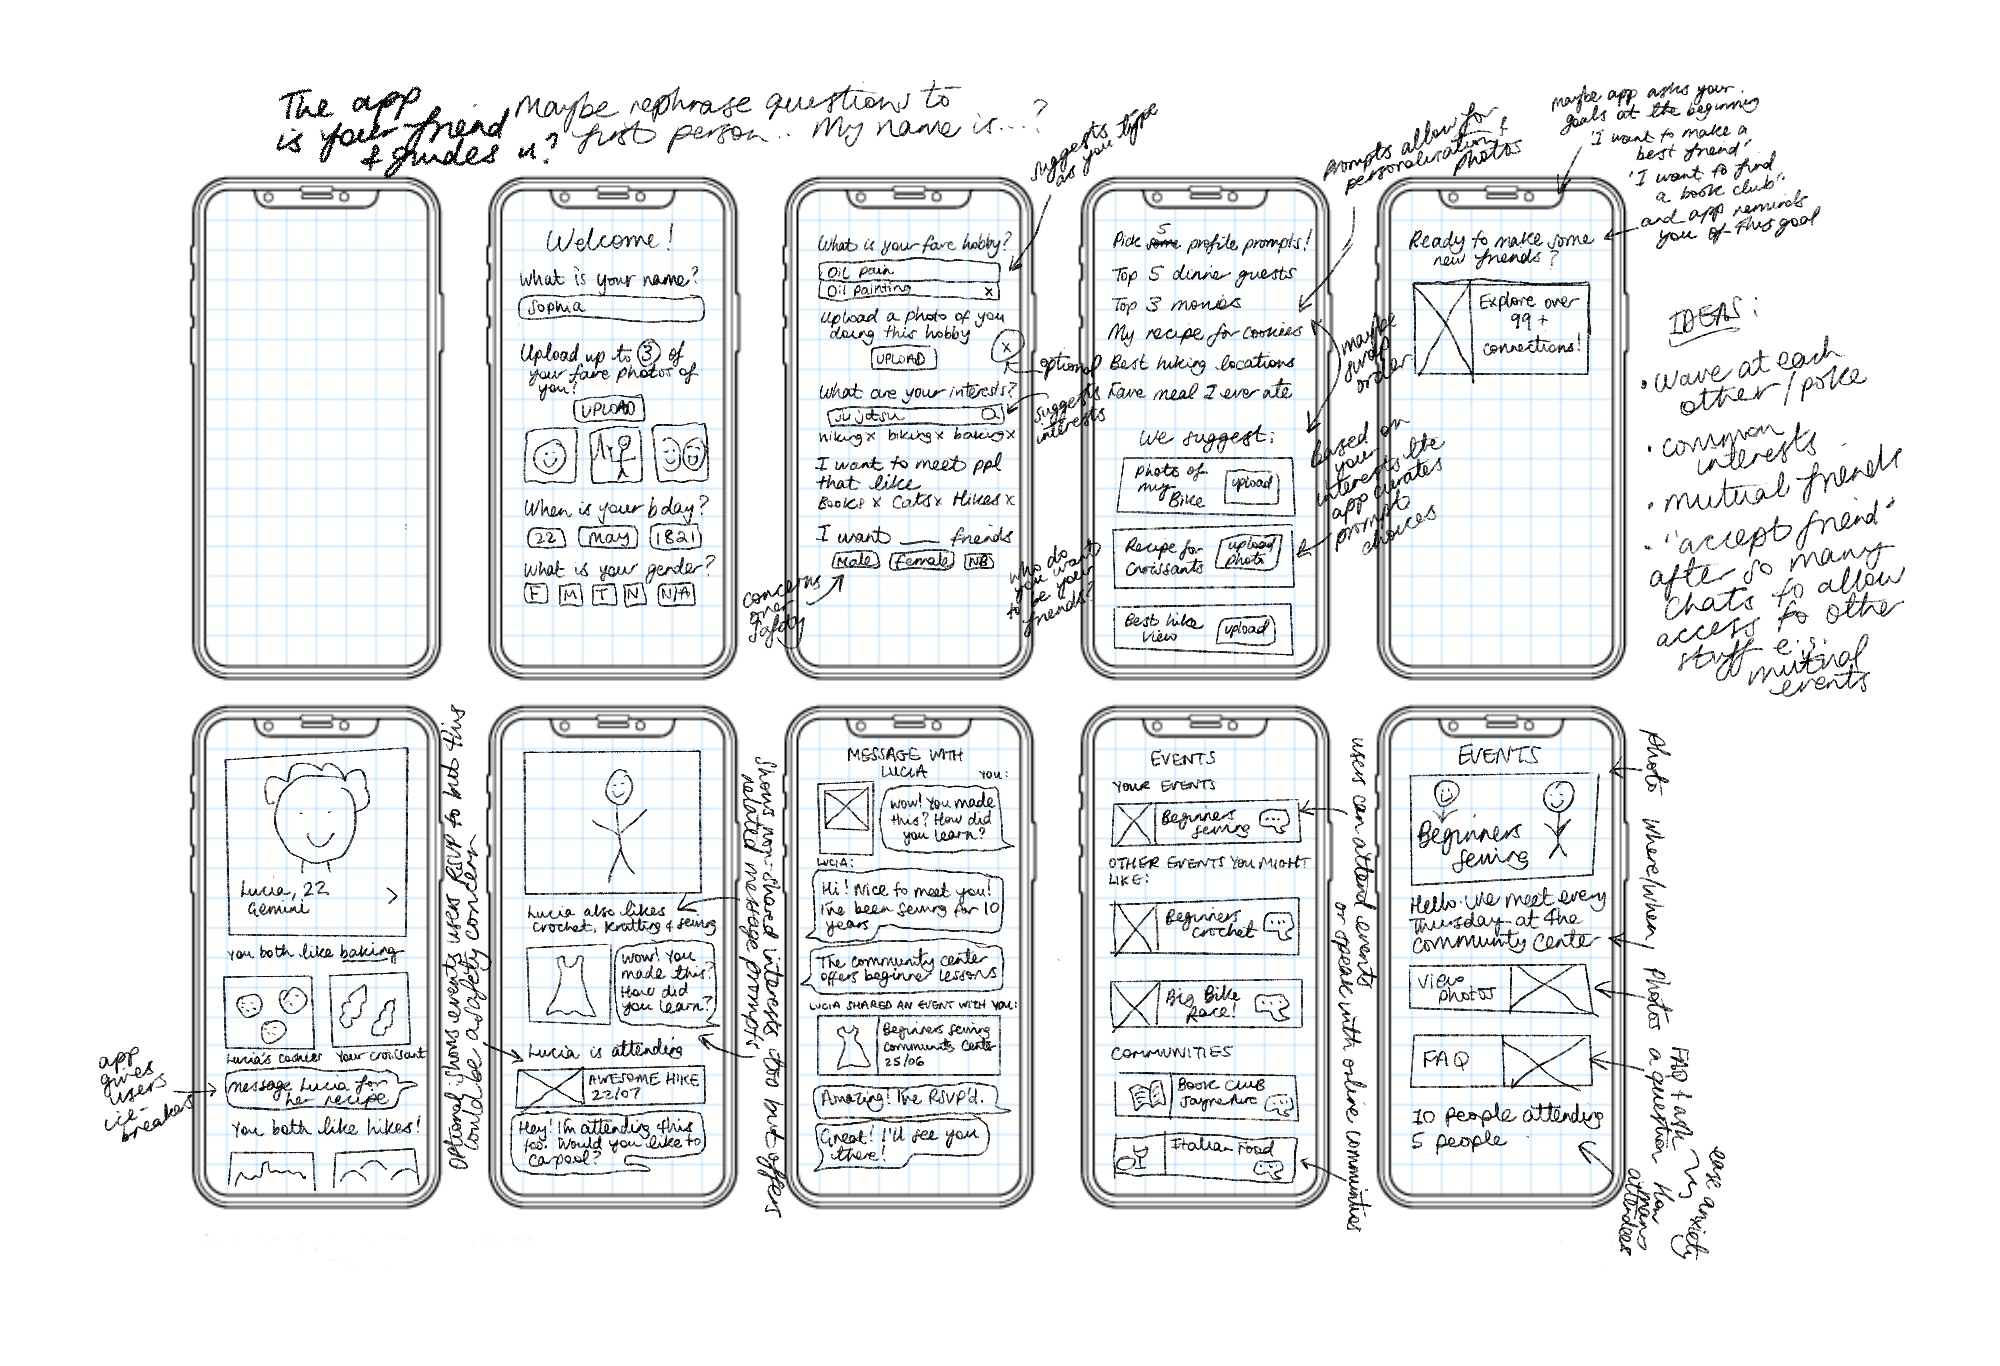 The app
is your friend
& guides u?
Maybe rephrase questions to
first person.. My name is...?
suggests type
as you type
prompts allow for
personalization &
photos
maybe app asks your
goals at the beginning
'I want to make a
best friend'
'I want to find
a book club'
and app reminds
you of this goal
Welcome!
What is your name?
Sophia
Upload up to 3 of
your fave photos of
you!
UPLOAD
When is your bday?
22 May 1821
What is your gender?
F M T N N/A
What is your fave hobby?
Oil pain
Oil painting x
Upload a photo of you
doing this hobby
UPLOAD
x
optional
What are your interests?
Jujotsu
suggests
interests
hiking x biking x baking x
I want to meet ppl
that like
Books x Cats x Hikes x
I want ___ friends
Male Female NB
concerns
over
safety
who do
you want
to be your
friends?
Pick some 5 profile prompts!
Top 5 dinner guests
Top 3 movies
My recipe for cookies
Best hiking locations
Fave meal I ever ate
maybe
swap
order
We suggest:
photo of
my
Bike
upload
Recipe for
Croissants
upload
photo
Best hike
view
upload
based on
your
interests the
app curates
prompt
choices
Ready to make some
new friends?
Explore over
99+
connections!
IDEAS:
• wave at each
other/poke
• common
interests
• mutual friends
• "accept friend"
after so many
chats to allow
access to other
stuff e.g.
mutual
events
Lucia, 22
Gemini
>
You both like baking
Lucia's cookies
Your croissant
message Lucia for
her recipe
You both like hikes!
app
gives
users
ice-
breakers
Optional: shows events users RSVP to but this
could be a safety concern
Lucia also likes
crochet, knitting & sewing
Wow! You
made this?
How did
you learn?
Lucia is attending
AWESOME HIKE
22/07
Hey! I'm attending this
too! Would you like to
carpool?
Shows non-shared interests too but offers
related message prompts
MESSAGE WITH
LUCIA
YOU:
Wow! You made
this? How did
you learn?
LUCIA:
Hi! Nice to meet you!
I've been sewing for 10
years
The community center
offers beginner lessons
LUCIA SHARED AN EVENT WITH YOU:
Beginners sewing
community center
25/06
Amazing! I've RSVP'd.
Great! I'll see you
there!
EVENTS
YOUR EVENTS
Beginners
sewing
OTHER EVENTS YOU MIGHT
LIKE:
Beginners
crochet
Big Bike
Race!
COMMUNITIES
Book Club
Jayne Aire
Italian Food
users can attend events
or speak with online communities
EVENTS
Beginners
sewing
Hello! We meet every
Thursday at the
community center
View
photos
FAQ
10 people attending
5 people
photo where/when photos
FAQ & ask
a question
How
many
attendees
ease anxiety